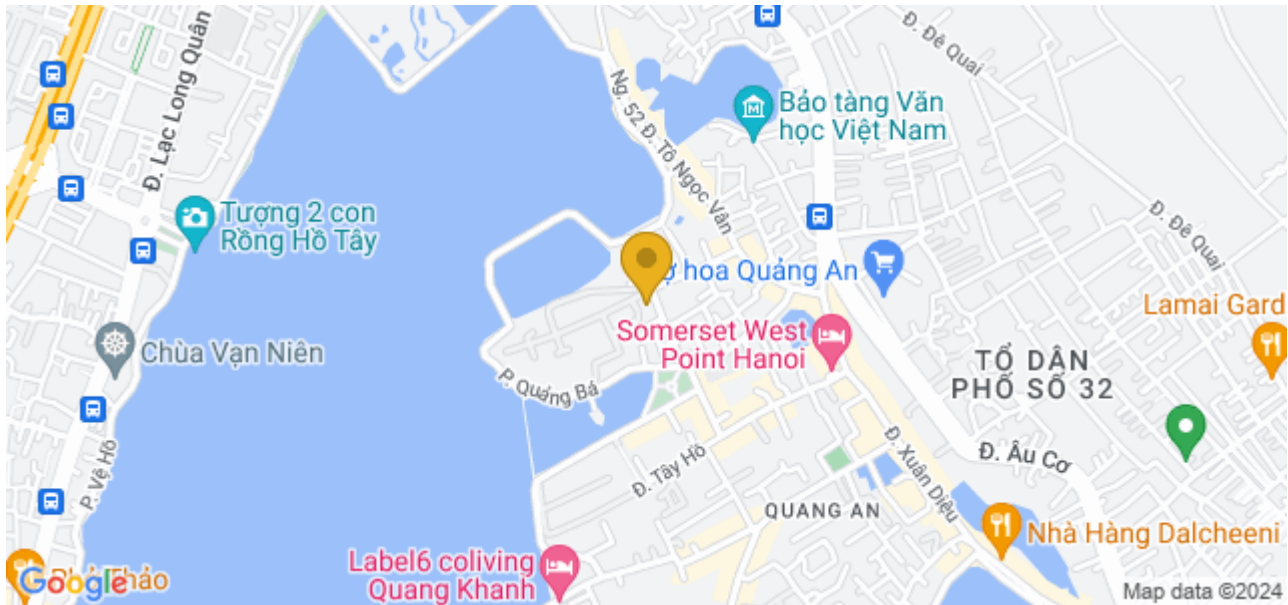 Đ. Lạc Long Quân
Ng. 52 Đ. Tô Ngọc Vân
Đ. Đê Quai
Bảo tàng Văn
học Việt Nam
Tượng 2 con
Rồng Hồ Tây
Đ. Đê Quai
hoa Quảng An
Lamai Gard
Somerset West
Point Hanoi
Chùa Vạn Niên
TỔ DÂN
PHỐ SỐ 32
P. Quảng Bá
Đ. Âu Cơ
Đ. Xuân Diệu
Đ. Tây Hồ
P. Vệ Hồ
QUANG AN
Nhà Hàng Dalcheeni
Label6 coliving
Quang Khanh
Google
Thảo
Map data ©2024